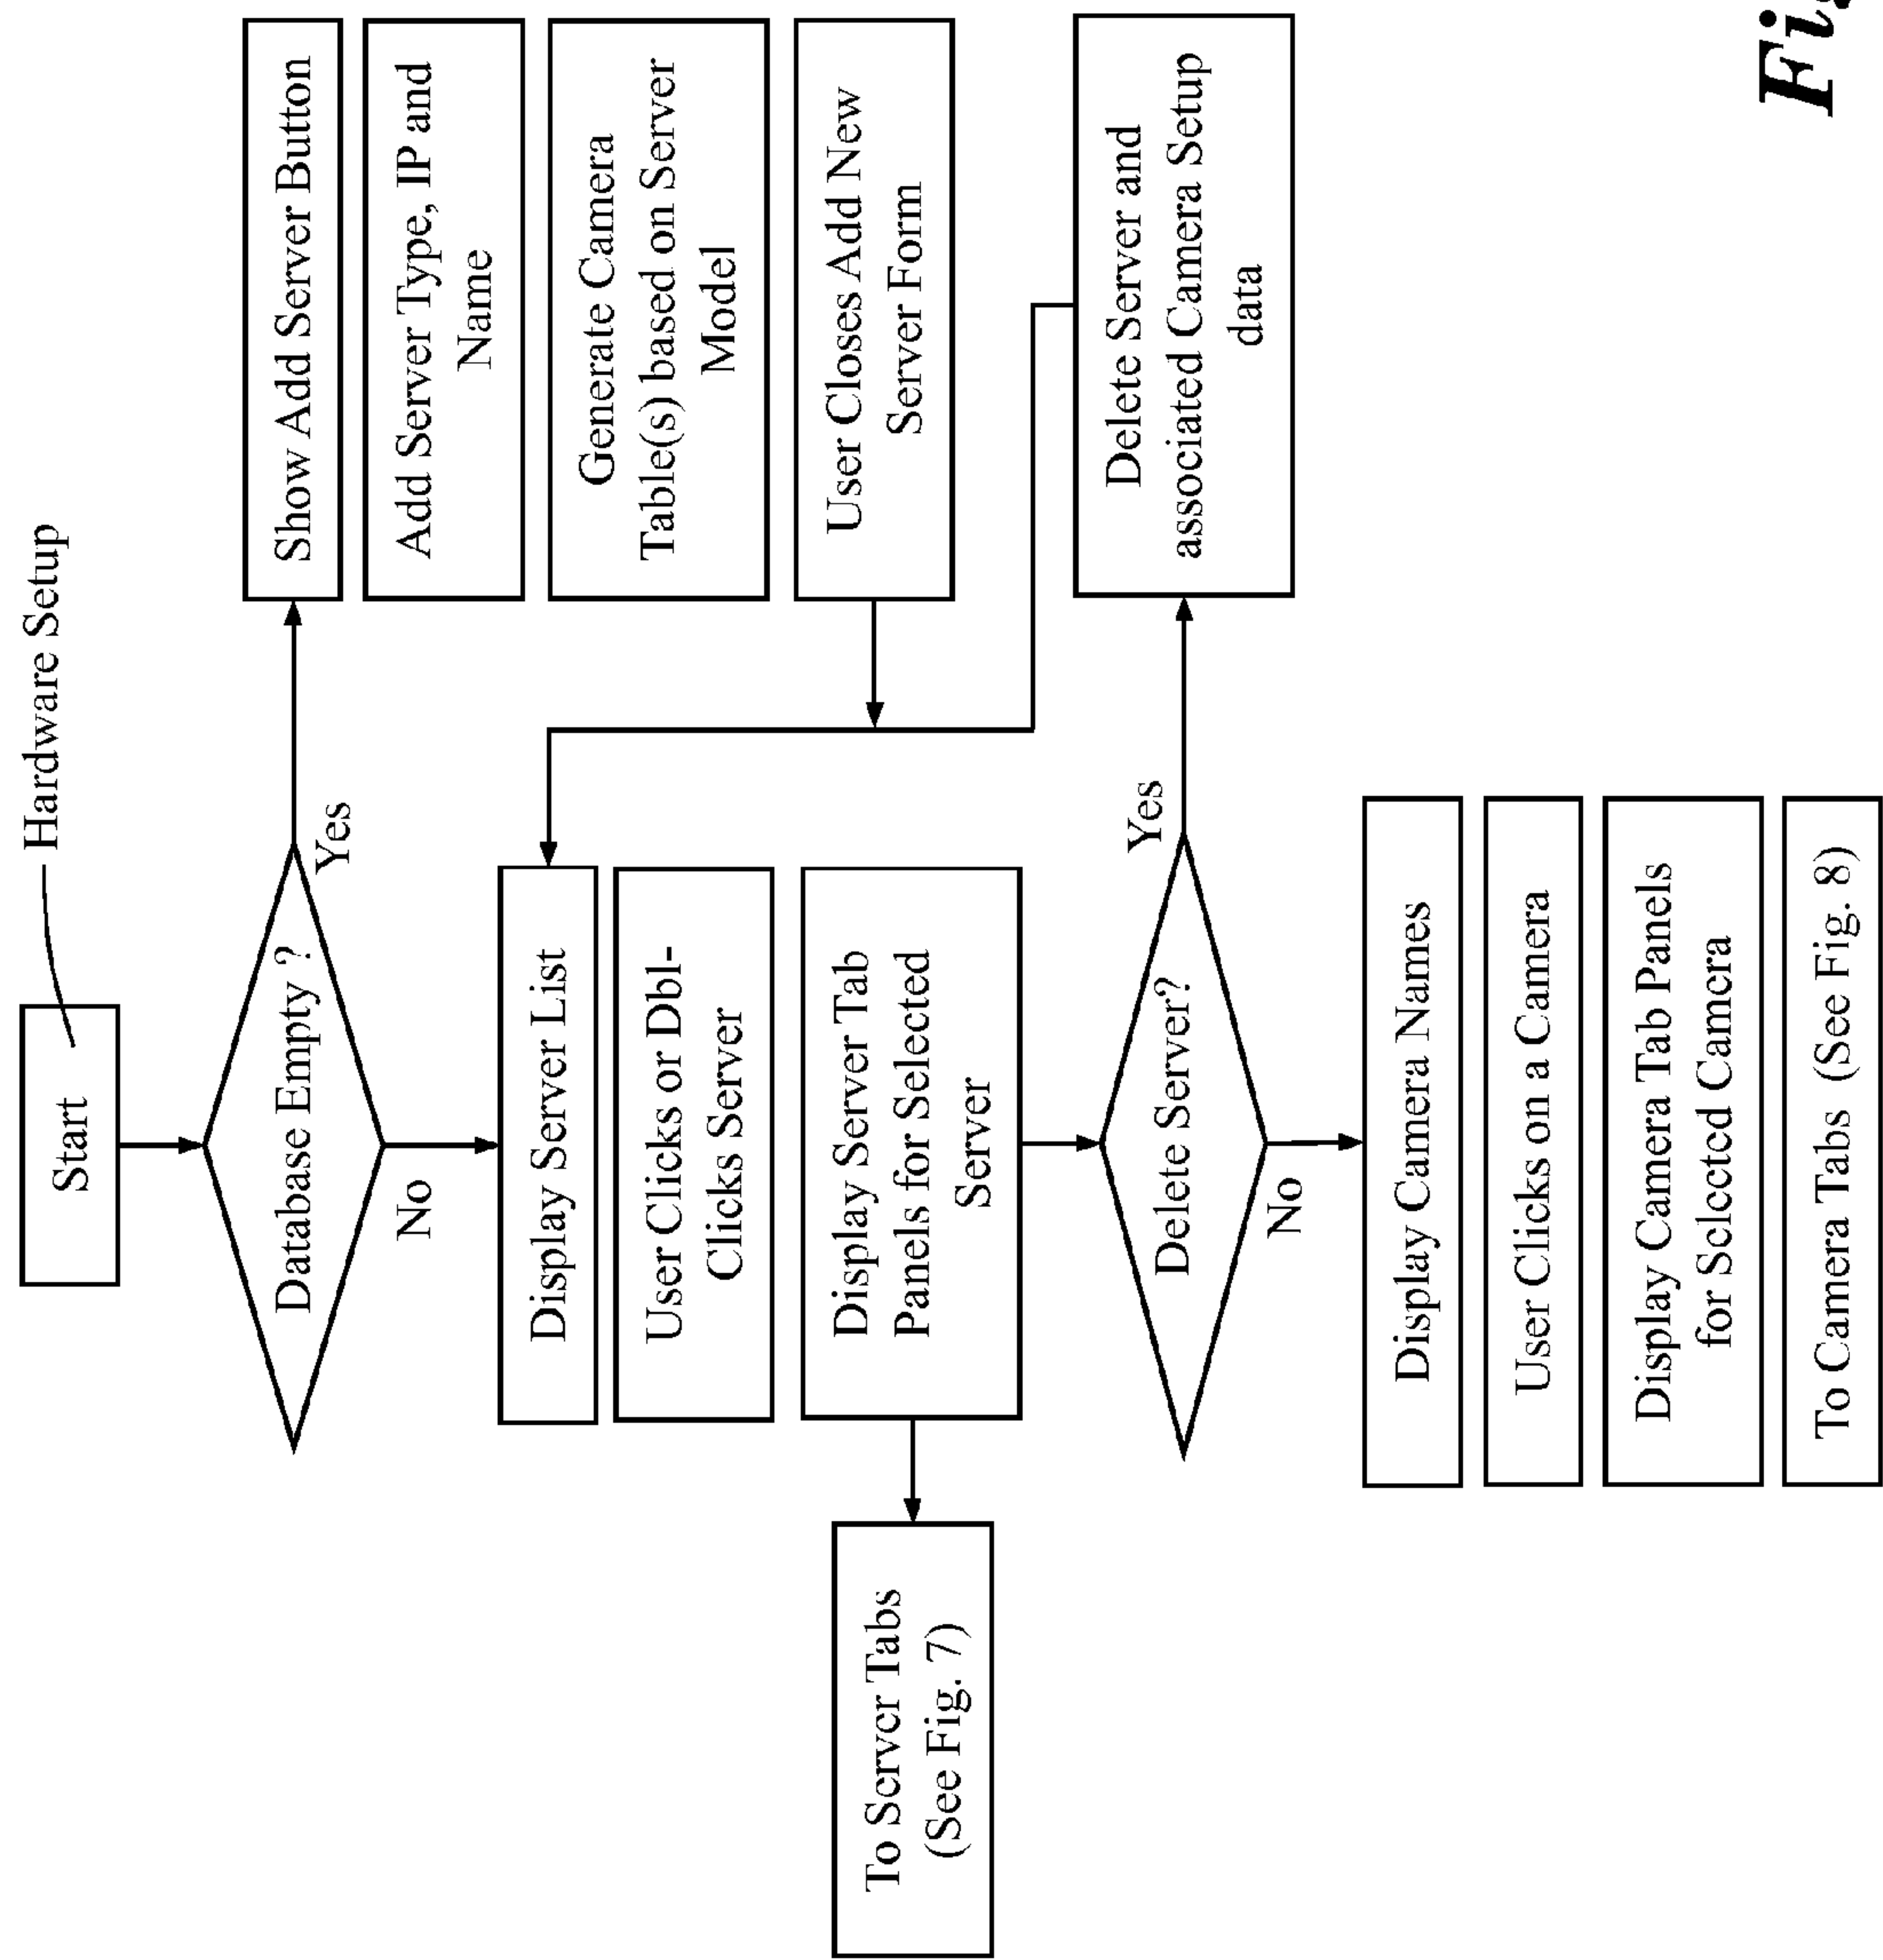 Hardware Setup
Start
Database Empty ?
Yes
No
Show Add Server Button
Add Server Type, IP and
Name
Generate Camera
Table(s) based on Server
Model
User Closes Add New
Server Form
Display Server List
User Clicks or Dbl-
Clicks Server
Display Server Tab
Panels for Selected
Server
To Server Tabs
(See Fig. 7)
Delete Server?
Yes
No
Delete Server and
associated Camera Setup
data
Display Camera Names
User Clicks on a Camera
Display Camera Tab Panels
for Selected Camera
To Camera Tabs (See Fig. 8)